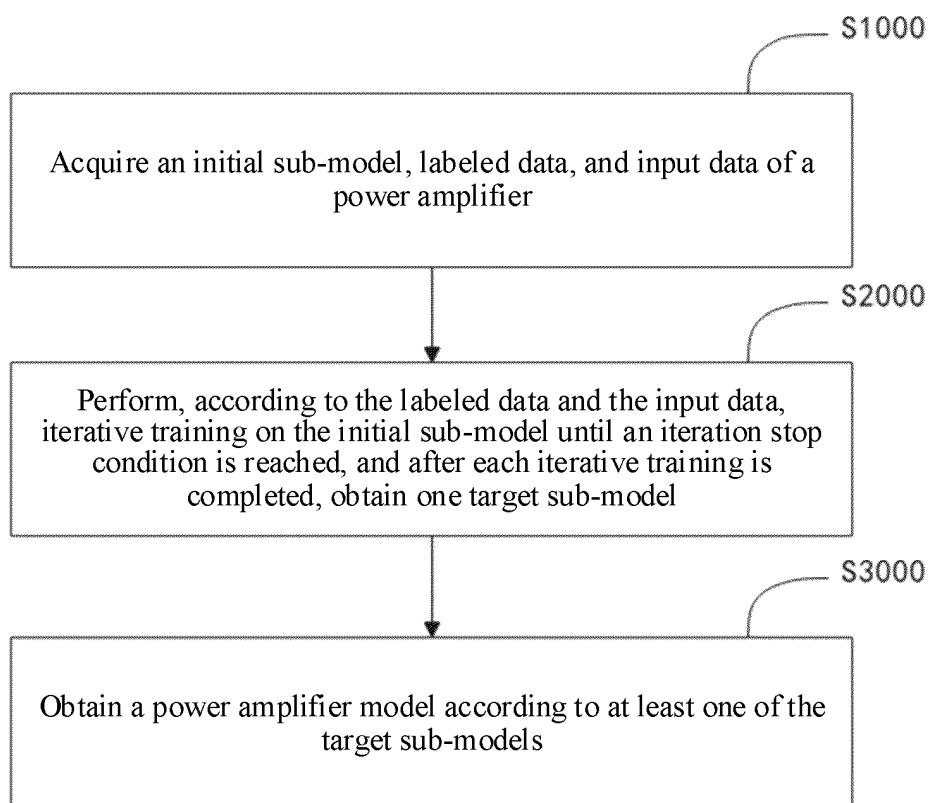 S1000
Acquire an initial sub-model, labeled data, and input data of a
power amplifier
S2000
Perform, according to the labeled data and the input data,
iterative training on the initial sub-model until an iteration stop
condition is reached, and after each iterative training is
completed, obtain one target sub-model
S3000
Obtain a power amplifier model according to at least one of the
target sub-models